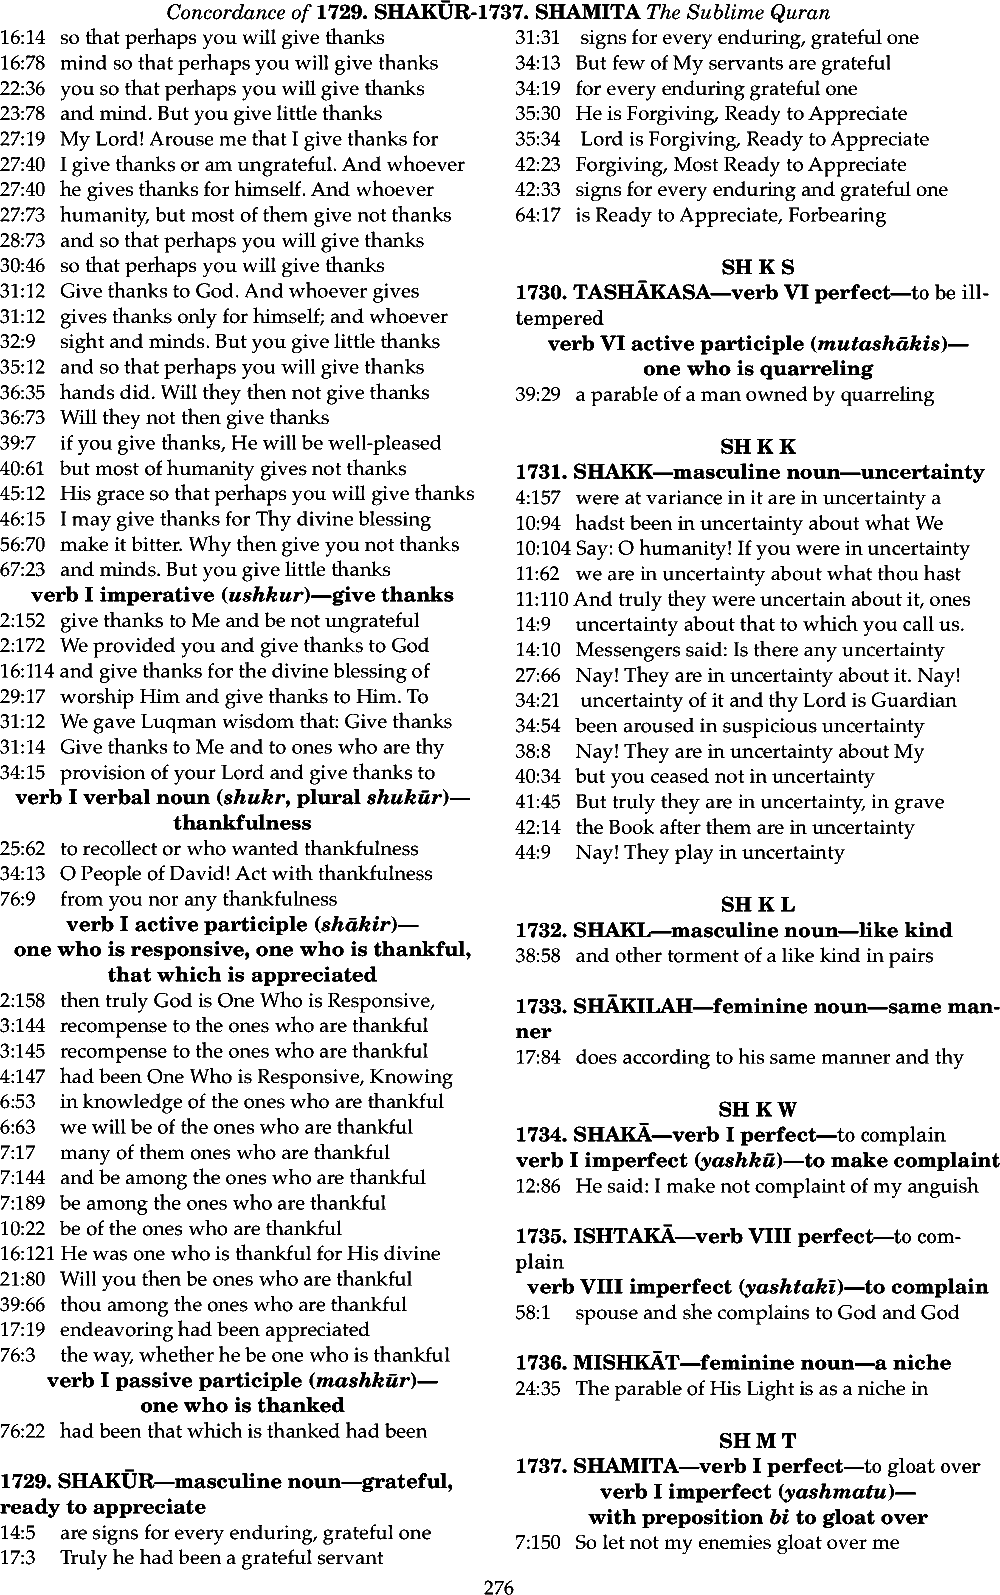 Concordance of 1729. SHAKŪR-1737. SHAMITA The Sublime Quran
16:14 so that perhaps you will give thanks
16:78 mind so that perhaps you will give thanks
22:36 you so that perhaps you will give thanks
23:78 and mind. But you give little thanks
27:19 My Lord! Arouse me that I give thanks for
27:40 I give thanks or am ungrateful. And whoever
27:40 he gives thanks for himself. And whoever
27:73 humanity, but most of them give not thanks
28:73 and so that perhaps you will give thanks
30:46 so that perhaps you will give thanks
31:12 Give thanks to God. And whoever gives
31:12 gives thanks only for himself; and whoever
32:9 sight and minds. But you give little thanks
35:12 and so that perhaps you will give thanks
36:35 hands did. Will they then not give thanks
36:73 Will they not then give thanks
39:7 if you give thanks, He will be well-pleased
40:61 but most of humanity gives not thanks
45:12 His grace so that perhaps you will give thanks
46:15 I may give thanks for Thy divine blessing
56:70 make it bitter. Why then give you not thanks
67:23 and minds. But you give little thanks
verb I imperative (ushkur)—give thanks
2:152 give thanks to Me and be not ungrateful
2:172 We provided you and give thanks to God
16:114 and give thanks for the divine blessing of
29:17 worship Him and give thanks to Him. To
31:12 We gave Luqman wisdom that: Give thanks
31:14 Give thanks to Me and to ones who are thy
34:15 provision of your Lord and give thanks to
verb I verbal noun (shukr, plural shukūr)—
thankfulness
25:62 to recollect or who wanted thankfulness
34:13 O People of David! Act with thankfulness
76:9 from you nor any thankfulness
verb I active participle (shākir)—
one who is responsive, one who is thankful,
that which is appreciated
2:158 then truly God is One Who is Responsive,
3:144 recompense to the ones who are thankful
3:145 recompense to the ones who are thankful
4:147 had been One Who is Responsive, Knowing
6:53 in knowledge of the ones who are thankful
6:63 we will be of the ones who are thankful
7:17 many of them ones who are thankful
7:144 and be among the ones who are thankful
7:189 be among the ones who are thankful
10:22 be of the ones who are thankful
16:121 He was one who is thankful for His divine
21:80 Will you then be ones who are thankful
39:66 thou among the ones who are thankful
17:19 endeavoring had been appreciated
76:3 the way, whether he be one who is thankful
verb I passive participle (mashkūr)—
one who is thanked
76:22 had been that which is thanked had been
1729. SHAKŪR—masculine noun—grateful,
ready to appreciate
14:5 are signs for every enduring, grateful one
17:3 Truly he had been a grateful servant
31:31 signs for every enduring, grateful one
34:13 But few of My servants are grateful
34:19 for every enduring grateful one
35:30 He is Forgiving, Ready to Appreciate
35:34 Lord is Forgiving, Ready to Appreciate
42:23 Forgiving, Most Ready to Appreciate
42:33 signs for every enduring and grateful one
64:17 is Ready to Appreciate, Forbearing
SH K S
1730. TASHĀKASA—verb VI perfect—to be ill-
tempered
verb VI active participle (mutashākis)—
one who is quarreling
39:29 a parable of a man owned by quarreling
SH K K
1731. SHAKK—masculine noun—uncertainty
4:157 were at variance in it are in uncertainty a
10:94 hadst been in uncertainty about what We
10:104 Say: O humanity! If you were in uncertainty
11:62 we are in uncertainty about what thou hast
11:110 And truly they were uncertain about it, ones
14:9 uncertainty about that to which you call us.
14:10 Messengers said: Is there any uncertainty
27:66 Nay! They are in uncertainty about it. Nay!
34:21 uncertainty of it and thy Lord is Guardian
34:54 been aroused in suspicious uncertainty
38:8 Nay! They are in uncertainty about My
40:34 but you ceased not in uncertainty
41:45 But truly they are in uncertainty, in grave
42:14 the Book after them are in uncertainty
44:9 Nay! They play in uncertainty
SH K L
1732. SHAKL—masculine noun—like kind
38:58 and other torment of a like kind in pairs
1733. SHĀKILAH—feminine noun—same man-
ner
17:84 does according to his same manner and thy
SH K W
1734. SHAKĀ—verb I perfect—to complain
verb I imperfect (yashkū)—to make complaint
12:86 He said: I make not complaint of my anguish
1735. ISHTAKĀ—verb VIII perfect—to com-
plain
verb VIII imperfect (yashtakī)—to complain
58:1 spouse and she complains to God and God
1736. MISHKĀT—feminine noun—a niche
24:35 The parable of His Light is as a niche in
SH M T
1737. SHAMITA—verb I perfect—to gloat over
verb I imperfect (yashmatu)—
with preposition bi to gloat over
7:150 So let not my enemies gloat over me
276